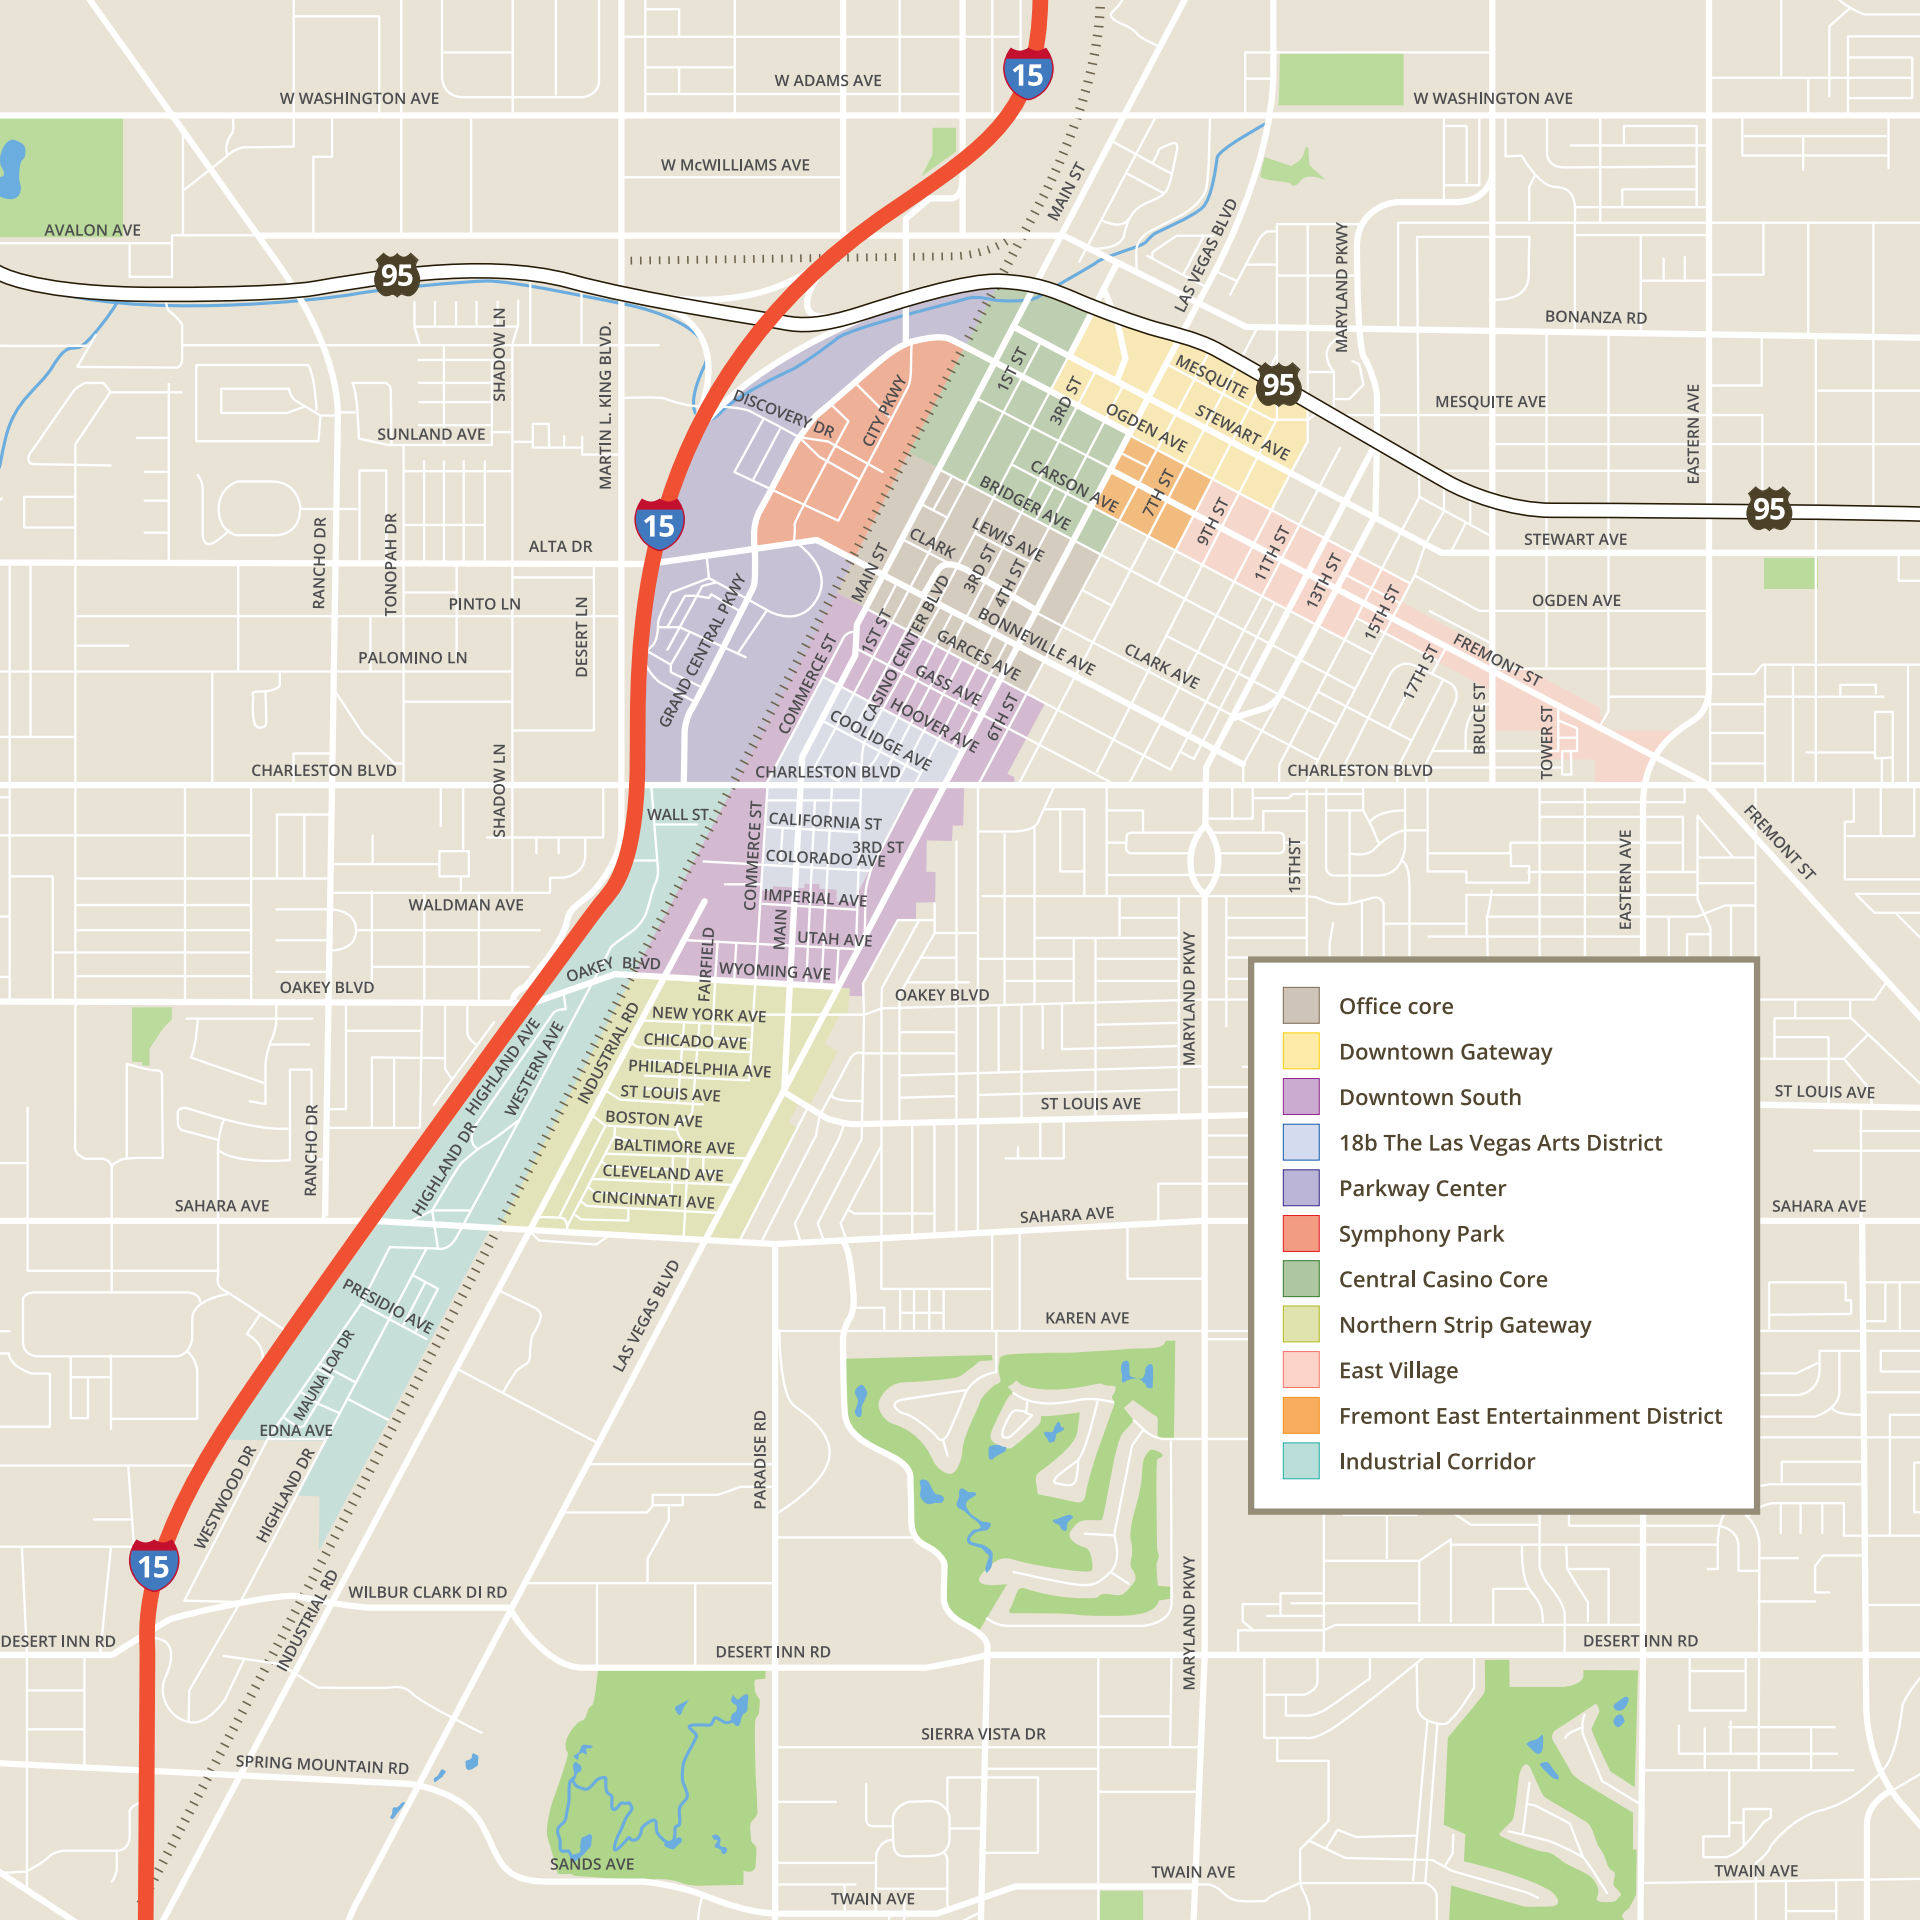 15
W ADAMS AVE
W WASHINGTON AVE
W WASHINGTON AVE
W McWILLIAMS AVE
MAIN ST
AVALON AVE
LAS VEGAS BLVD
MARYLAND PKWY
95
BONANZA RD
SHADOW LN
MARTIN L. KING BLVD.
1ST ST
3RD ST
MESQUITE
95
MESQUITE AVE
EASTERN AVE
DISCOVERY DR
CITY PKWY
OGDEN AVE
STEWART AVE
SUNLAND AVE
CARSON AVE
BRIDGER AVE
7TH ST
9TH ST
95
15
RANCHO DR
TONOPAH DR
ALTA DR
CLARK
LEWIS AVE
3RD ST
4TH ST
11TH ST
13TH ST
15TH ST
STEWART AVE
MAIN ST
PINTO LN
DESERT LN
GRAND CENTRAL PKWY
OGDEN AVE
1ST ST
CASINO CENTER BLVD
BONNEVILLE AVE
GARCES AVE
CLARK AVE
FREMONT ST
17TH ST
PALOMINO LN
COMMERCE ST
GASS AVE
HOOVER AVE
6TH ST
COOLIDGE AVE
BRUCE ST
TOWER ST
CHARLESTON BLVD
SHADOW LN
CHARLESTON BLVD
CHARLESTON BLVD
WALL ST
COMMERCE ST
CALIFORNIA ST
3RD ST
COLORADO AVE
15THST
EASTERN AVE
FREMONT ST
WALDMAN AVE
IMPERIAL AVE
MAIN
UTAH AVE
FAIRFIELD
WYOMING AVE
OAKEY BLVD
OAKEY BLVD
OAKEY BLVD
MARYLAND PKWY
NEW YORK AVE
CHICADO AVE
PHILADELPHIA AVE
ST LOUIS AVE
BOSTON AVE
BALTIMORE AVE
CLEVELAND AVE
CINCINNATI AVE
INDUSTRIAL RD
HIGHLAND AVE
WESTERN AVE
HIGHLAND DR
RANCHO DR
ST LOUIS AVE
ST LOUIS AVE
SAHARA AVE
SAHARA AVE
SAHARA AVE
Office core
Downtown Gateway
Downtown South
18b The Las Vegas Arts District
Parkway Center
Symphony Park
Central Casino Core
Northern Strip Gateway
East Village
Fremont East Entertainment District
Industrial Corridor
PRESIDIO AVE
LAS VEGAS BLVD
KAREN AVE
MAUNA LOA DR
EDNA AVE
WESTWOOD DR
HIGHLAND DR
PARADISE RD
15
INDUSTRIAL RD
WILBUR CLARK DI RD
MARYLAND PKWY
DESERT INN RD
DESERT INN RD
DESERT INN RD
SIERRA VISTA DR
SPRING MOUNTAIN RD
SANDS AVE
TWAIN AVE
TWAIN AVE
TWAIN AVE